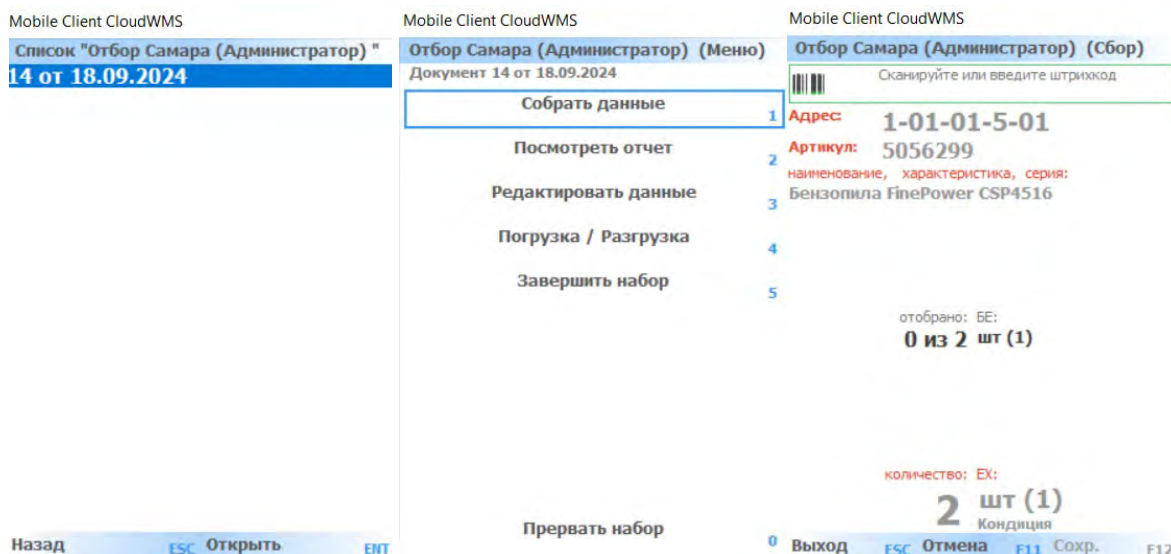 Mobile Client CloudWMS
Список "Отбор Самара (Администратор) "
14 от 18.09.2024
Назад ESC Открыть ENT
Mobile Client CloudWMS
Отбор Самара (Администратор) (Меню)
Документ 14 от 18.09.2024
Собрать данные 1
Посмотреть отчет 2
Редактировать данные 3
Погрузка / Разгрузка 4
Завершить набор 5
Прервать набор 0
Mobile Client CloudWMS
Отбор Самара (Администратор) (Сбор)
Сканируйте или введите штрихкод
Адрес: 1-01-01-5-01
Артикул: 5056299
наименование, характеристика, серия:
Бензопила FinePower CSP4516
отобрано: БЕ:
0 из 2 шт (1)
количество: ЕХ:
2 шт (1)
Кондиция
Выход ESC Отмена F11 Сохр. F12